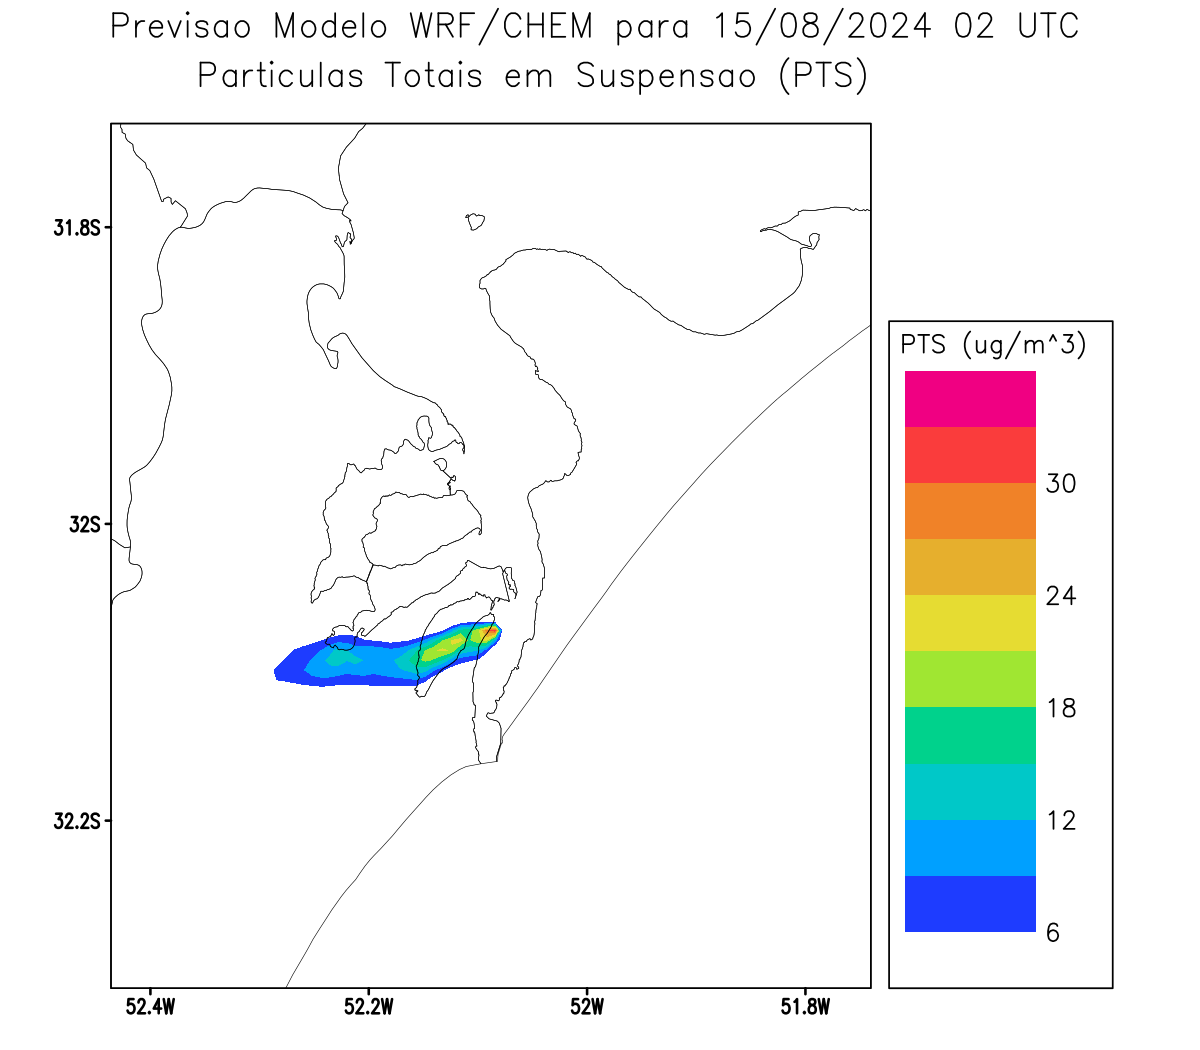 Previsao Modelo WRF/CHEM para 15/08/2024 02 UTC
Particulas Totais em Suspensao (PTS)
31.8S
32S
32.2S
52.4W
52.2W
52W
51.8W
PTS (ug/m^3)
30
24
18
12
6